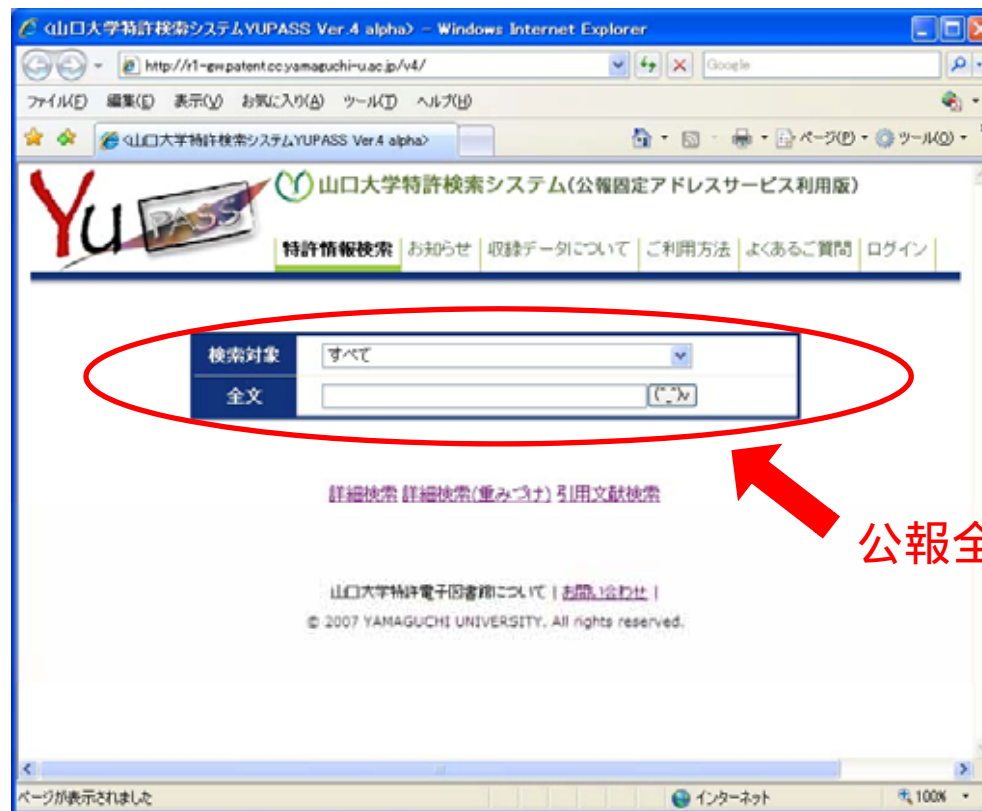 <山口大学特許検索システムYUPASS Ver.4 alpha> - Windows Internet Explorer
http://r1-gw.patent.cc.yamaguchi-u.ac.jp/v4/
Google
ファイル(F) 編集(E) 表示(V) お気に入り(A) ツール(T) ヘルプ(H)
<山口大学特許検索システムYUPASS Ver.4 alpha>
ページ(P) ツール(O)
Yu PASS
山口大学特許検索システム(公報固定アドレスサービス利用版)
特許情報検索 | お知らせ | 収録データについて | ご利用方法 | よくあるご質問 | ログイン |
検索対象 すべて
全文 (^_^)v
詳細検索 詳細検索(重みづけ) 引用文献検索
公報全
山口大学特許電子図書館について | お問い合わせ |
© 2007 YAMAGUCHI UNIVERSITY. All rights reserved.
ページが表示されました インターネット 100%